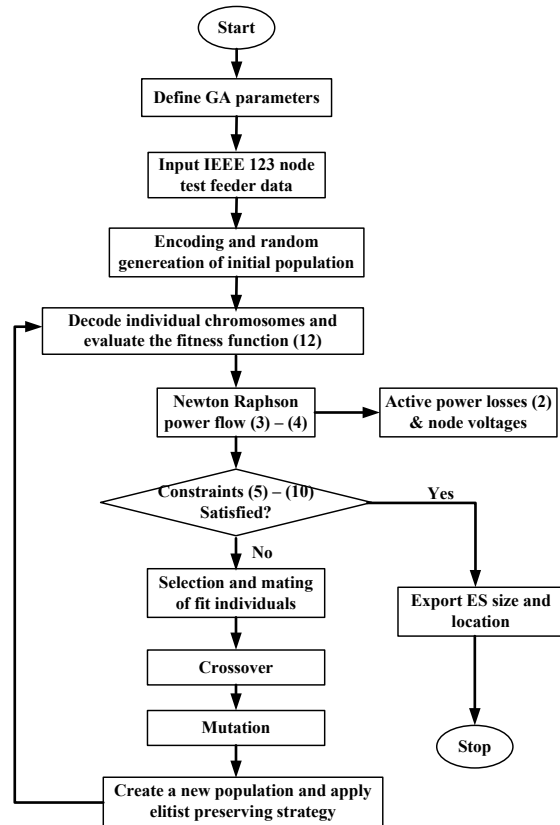 Start
Define GA parameters
Input IEEE 123 node
test feeder data
Encoding and random
genereation of initial population
Decode individual chromosomes and
evaluate the fitness function (12)
Newton Raphson
power flow (3) – (4)
Active power losses (2)
& node voltages
Constraints (5) – (10)
Satisfied?
Yes
No
Selection and mating
of fit individuals
Export ES size and
location
Crossover
Mutation
Stop
Create a new population and apply
elitist preserving strategy